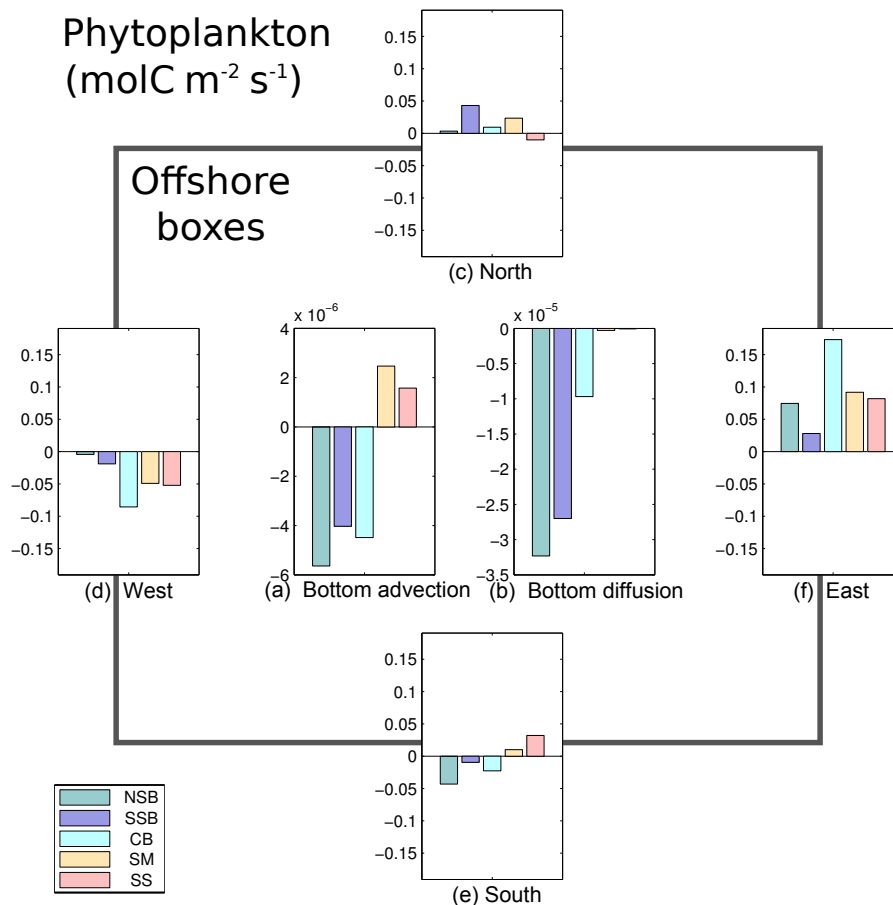 Phytoplankton
(molC m-2 s-1)
Offshore
boxes
0.15
0.1
0.05
0
−0.05
−0.1
−0.15
(c) North
0.15
0.1
0.05
0
−0.05
−0.1
−0.15
(d) West
x 10−6
4
2
0
−2
−4
−6
(a) Bottom advection
x 10−5
0
−0.5
−1
−1.5
−2
−2.5
−3
−3.5
(b) Bottom diffusion
0.15
0.1
0.05
0
−0.05
−0.1
−0.15
(f) East
0.15
0.1
0.05
0
−0.05
−0.1
−0.15
(e) South
NSB
SSB
CB
SM
SS